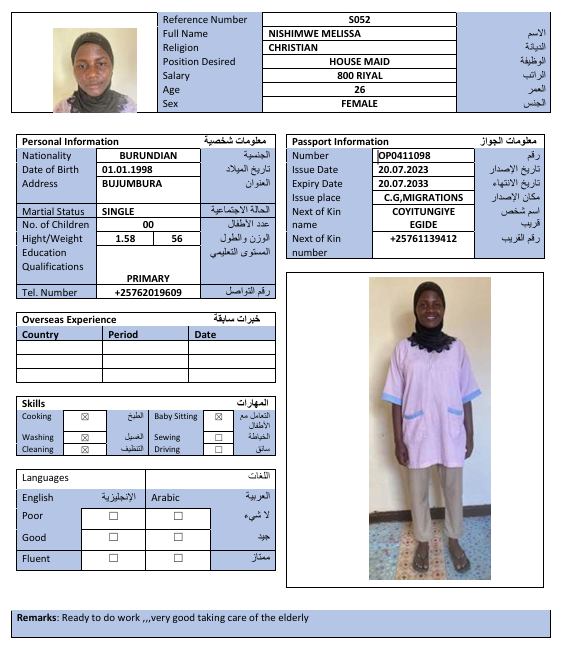 Reference Number S052
Full Name NISHIMWE MELISSA الاسم
Religion CHRISTIAN الديانة
Position Desired HOUSE MAID الوظيفة
Salary 800 RIYAL الراتب
Age 26 العمر
Sex FEMALE الجنس
Personal Information معلومات شخصية
Nationality BURUNDIAN الجنسية
Date of Birth 01.01.1998 تاريخ الميلاد
Address BUJUMBURA العنوان
Martial Status SINGLE الحالة الاجتماعية
No. of Children 00 عدد الأطفال
Hight/Weight 1.58 56 الوزن والطول
Education المستوى التعليمي
Qualifications
PRIMARY
Tel. Number +25762019609 رقم التواصل
Passport Information معلومات الجواز
Number OP0411098 رقم
Issue Date 20.07.2023 تاريخ الإصدار
Expiry Date 20.07.2033 تاريخ الانتهاء
Issue place C.G,MIGRATIONS مكان الإصدار
Next of Kin COYITUNGIYE اسم شخص
name EGIDE قريب
Next of Kin +25761139412 رقم القريب
number
Overseas Experience خبرات سابقة
Country Period Date
Skills المهارات
Cooking ☒ الطبخ Baby Sitting ☒ التعامل مع
الأطفال
Washing ☒ الغسيل Sewing ☐ الخياطة
Cleaning ☒ التنظيف Driving ☐ سائق
Languages اللغات
English الإنجليزية Arabic العربية
Poor ☐ ☐ لا شيء
Good ☐ ☐ جيد
Fluent ☐ ☐ ممتاز
Remarks: Ready to do work ,,,very good taking care of the elderly